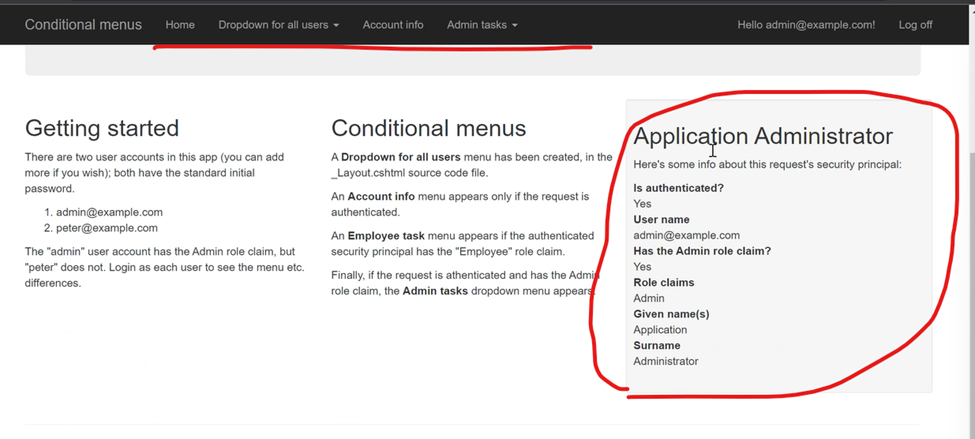 Conditional menus Home Dropdown for all users Account info Admin tasks Hello admin@example.com! Log off
Getting started
There are two user accounts in this app (you can add
more if you wish); both have the standard initial
password.
1. admin@example.com
2. peter@example.com
The "admin" user account has the Admin role claim, but
"peter" does not. Login as each user to see the menu etc.
differences.
Conditional menus
A Dropdown for all users menu has been created, in the
_Layout.cshtml source code file.
An Account info menu appears only if the request is
authenticated.
An Employee task menu appears if the authenticated
security principal has the "Employee" role claim.
Finally, if the request is athenticated and has the Admin
role claim, the Admin tasks dropdown menu appears.
Application Administrator
Here's some info about this request's security principal:
Is authenticated?
Yes
User name
admin@example.com
Has the Admin role claim?
Yes
Role claims
Admin
Given name(s)
Application
Surname
Administrator